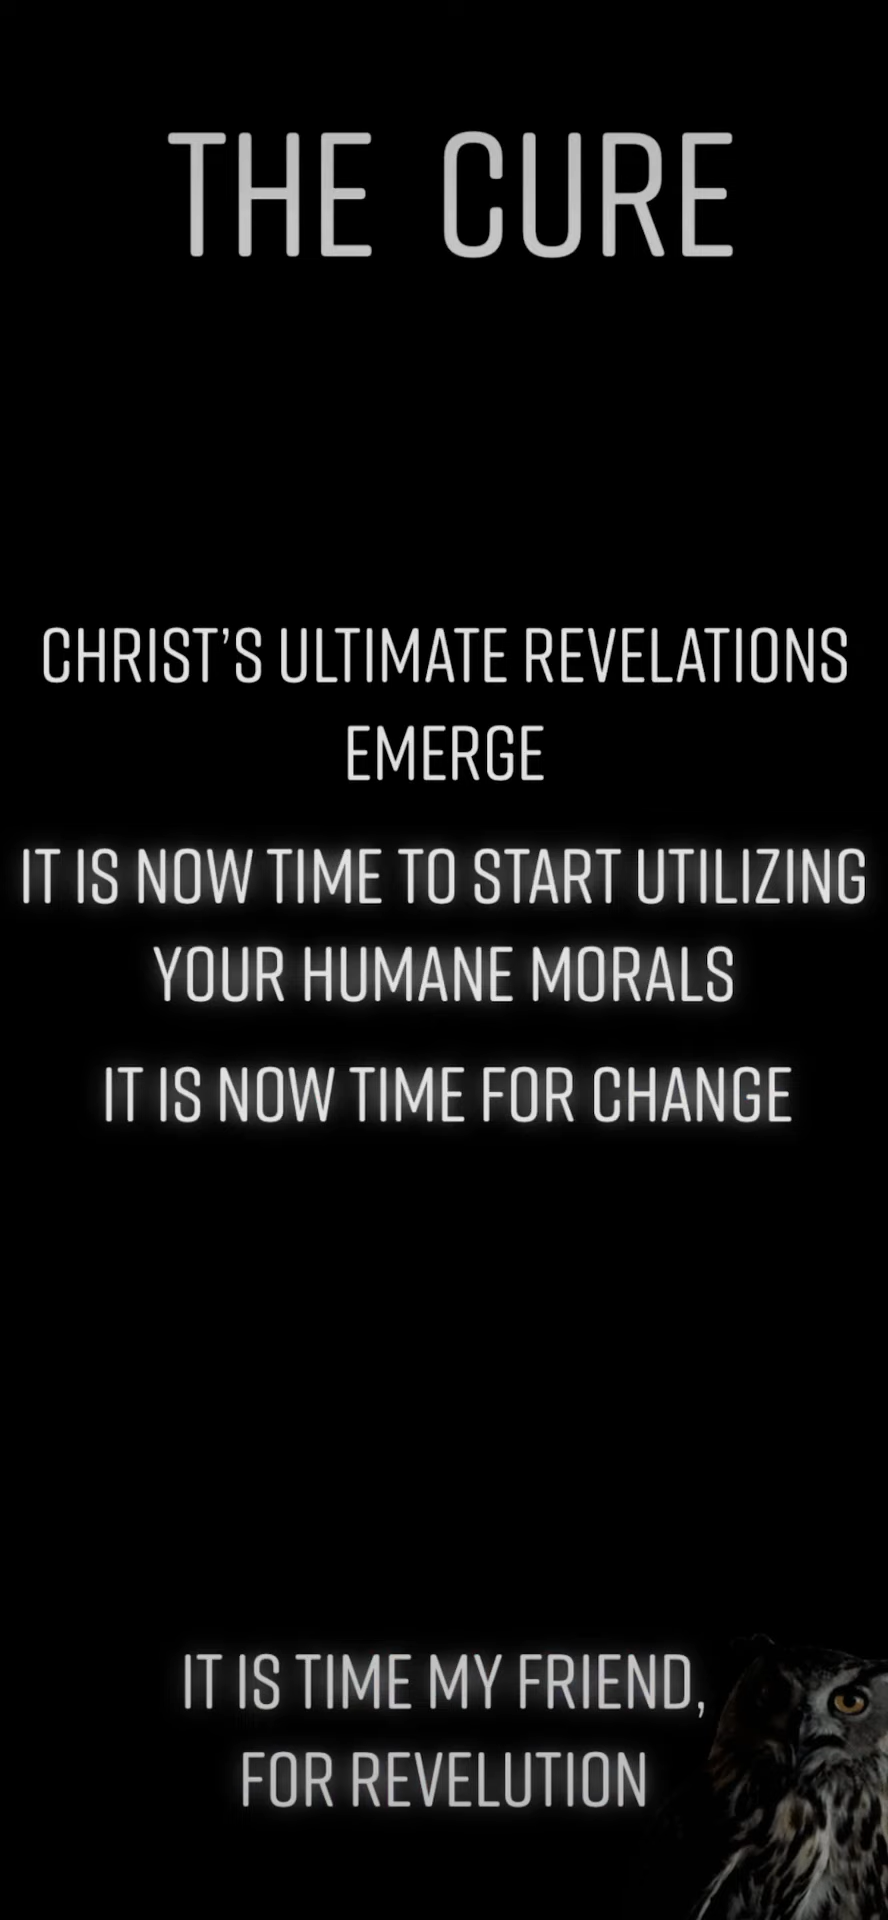 THE CURE
CHRIST’S ULTIMATE REVELATIONS
EMERGE
IT IS NOW TIME TO START UTILIZING
YOUR HUMANE MORALS
IT IS NOW TIME FOR CHANGE
IT IS TIME MY FRIEND,
FOR REVELUTION